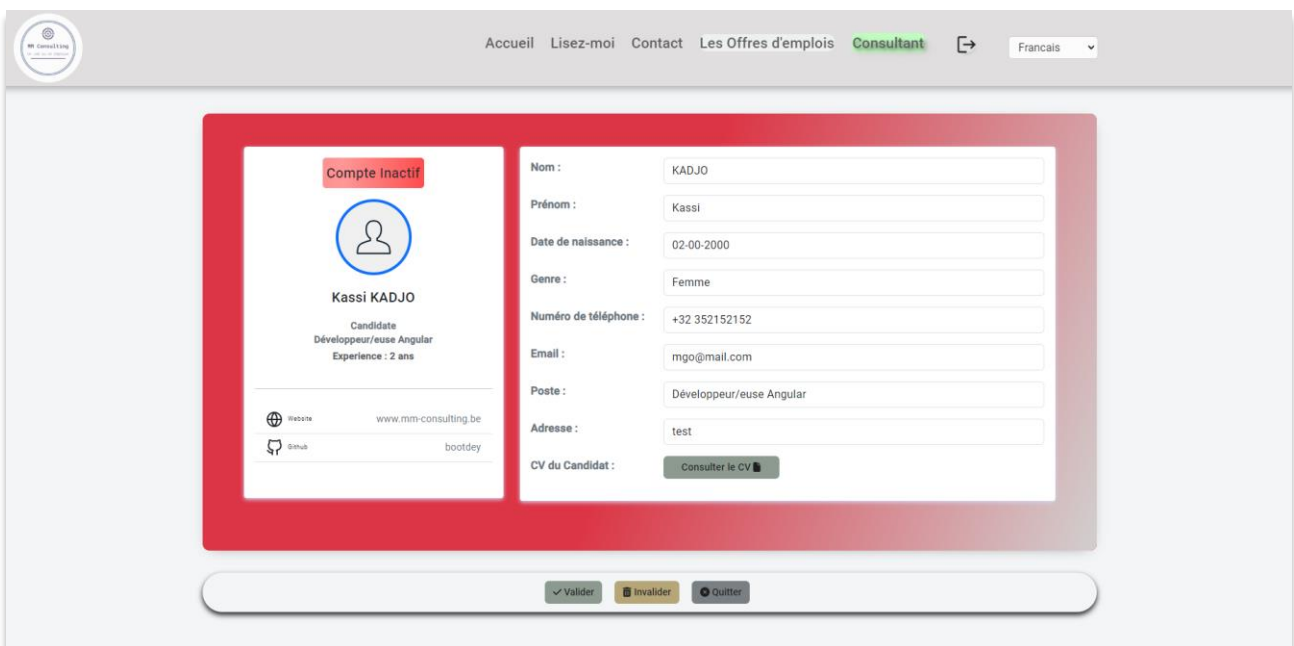 MM Consulting
Accueil Lisez-moi Contact Les Offres d'emplois Consultant Francais
Compte Inactif
Kassi KADJO
Candidate
Développeur/euse Angular
Experience : 2 ans
Website www.mm-consulting.be
Github bootdey
Nom : KADJO
Prénom : Kassi
Date de naissance : 02-00-2000
Genre : Femme
Numéro de téléphone : +32 352152152
Email : mgo@mail.com
Poste : Développeur/euse Angular
Adresse : test
CV du Candidat : Consulter le CV
Valider Invalider Quitter